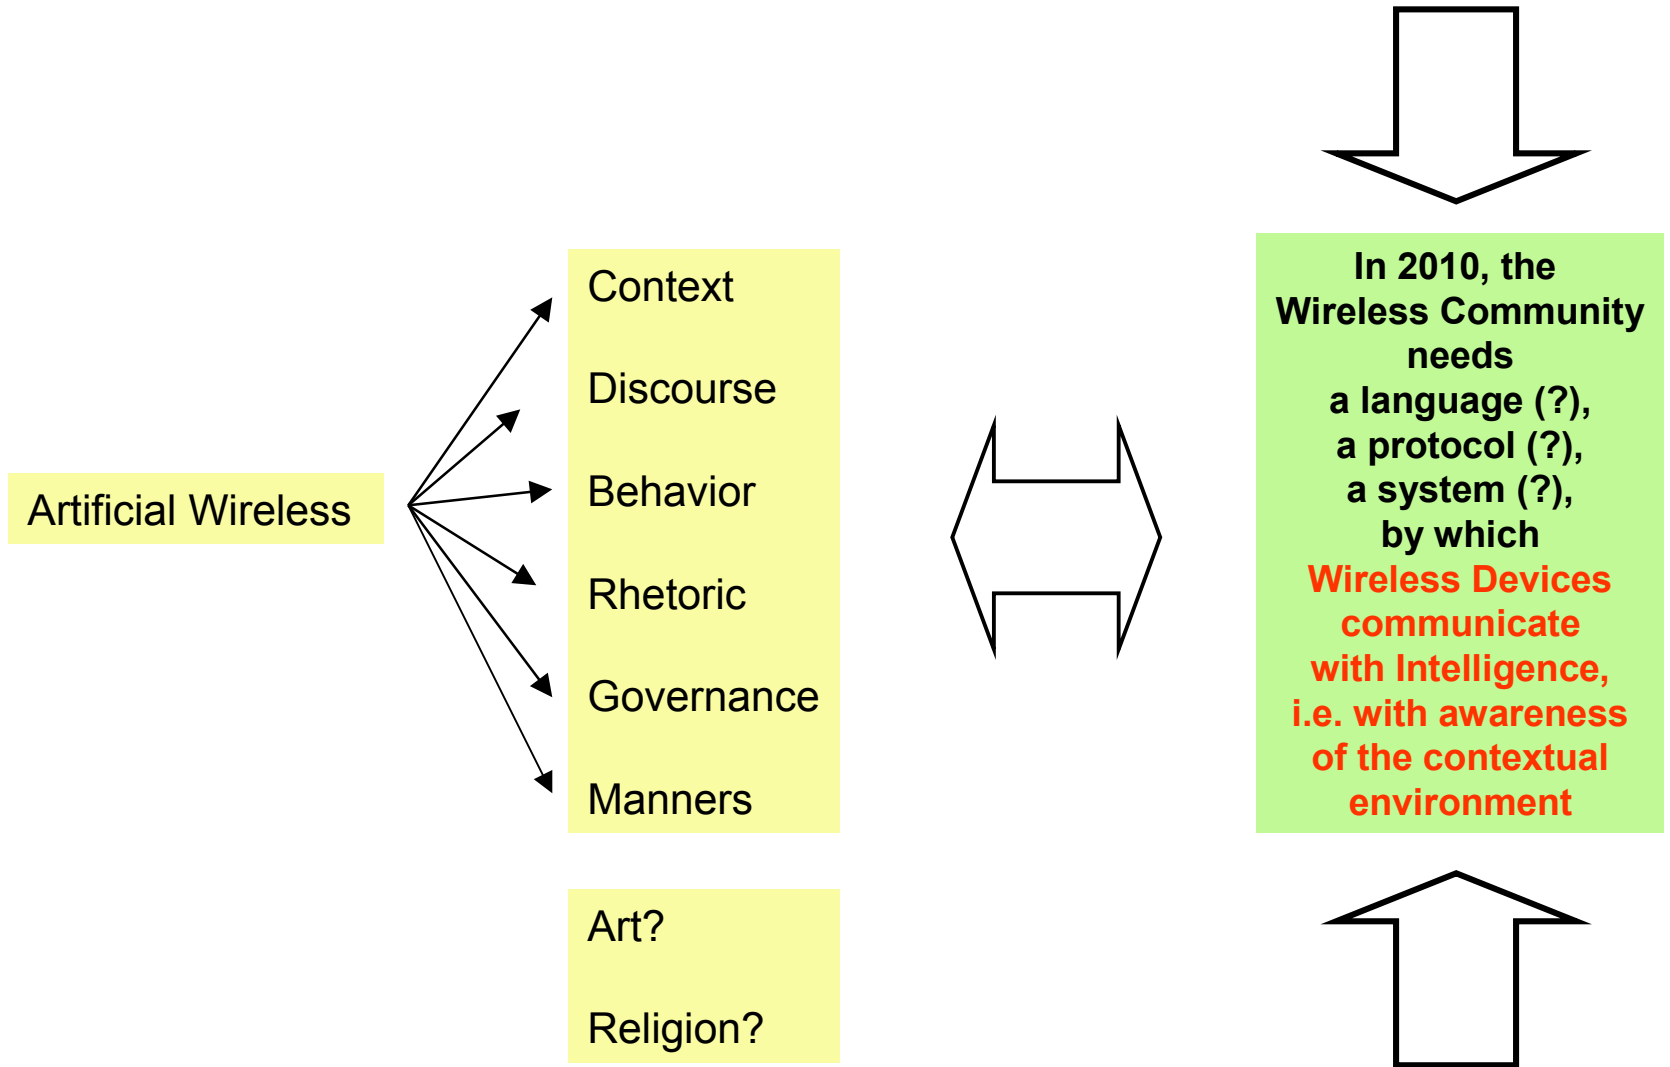 Artificial Wireless
Context
Discourse
Behavior
Rhetoric
Governance
Manners
Art?
Religion?
In 2010, the
Wireless Community
needs
a language (?),
a protocol (?),
a system (?),
by which
Wireless Devices
communicate
with Intelligence,
i.e. with awareness
of the contextual
environment